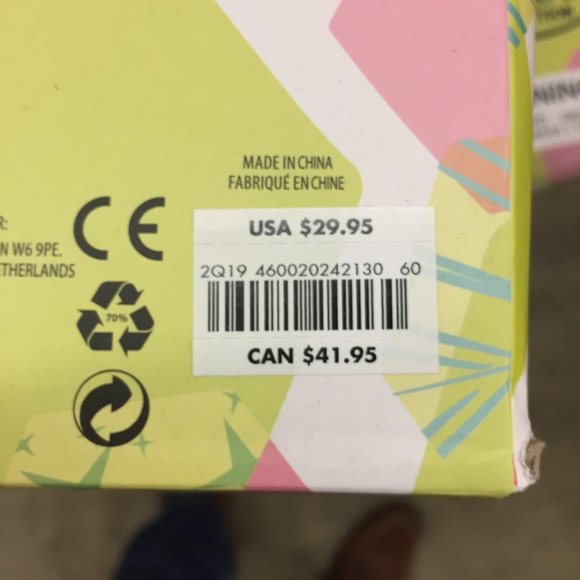 MADE IN CHINA
FABRIQUÉ EN CHINE
R:
N W6 9PE.
ETHERLANDS
CE
70%
USA $29.95
2Q19 460020242130 60
CAN $41.95